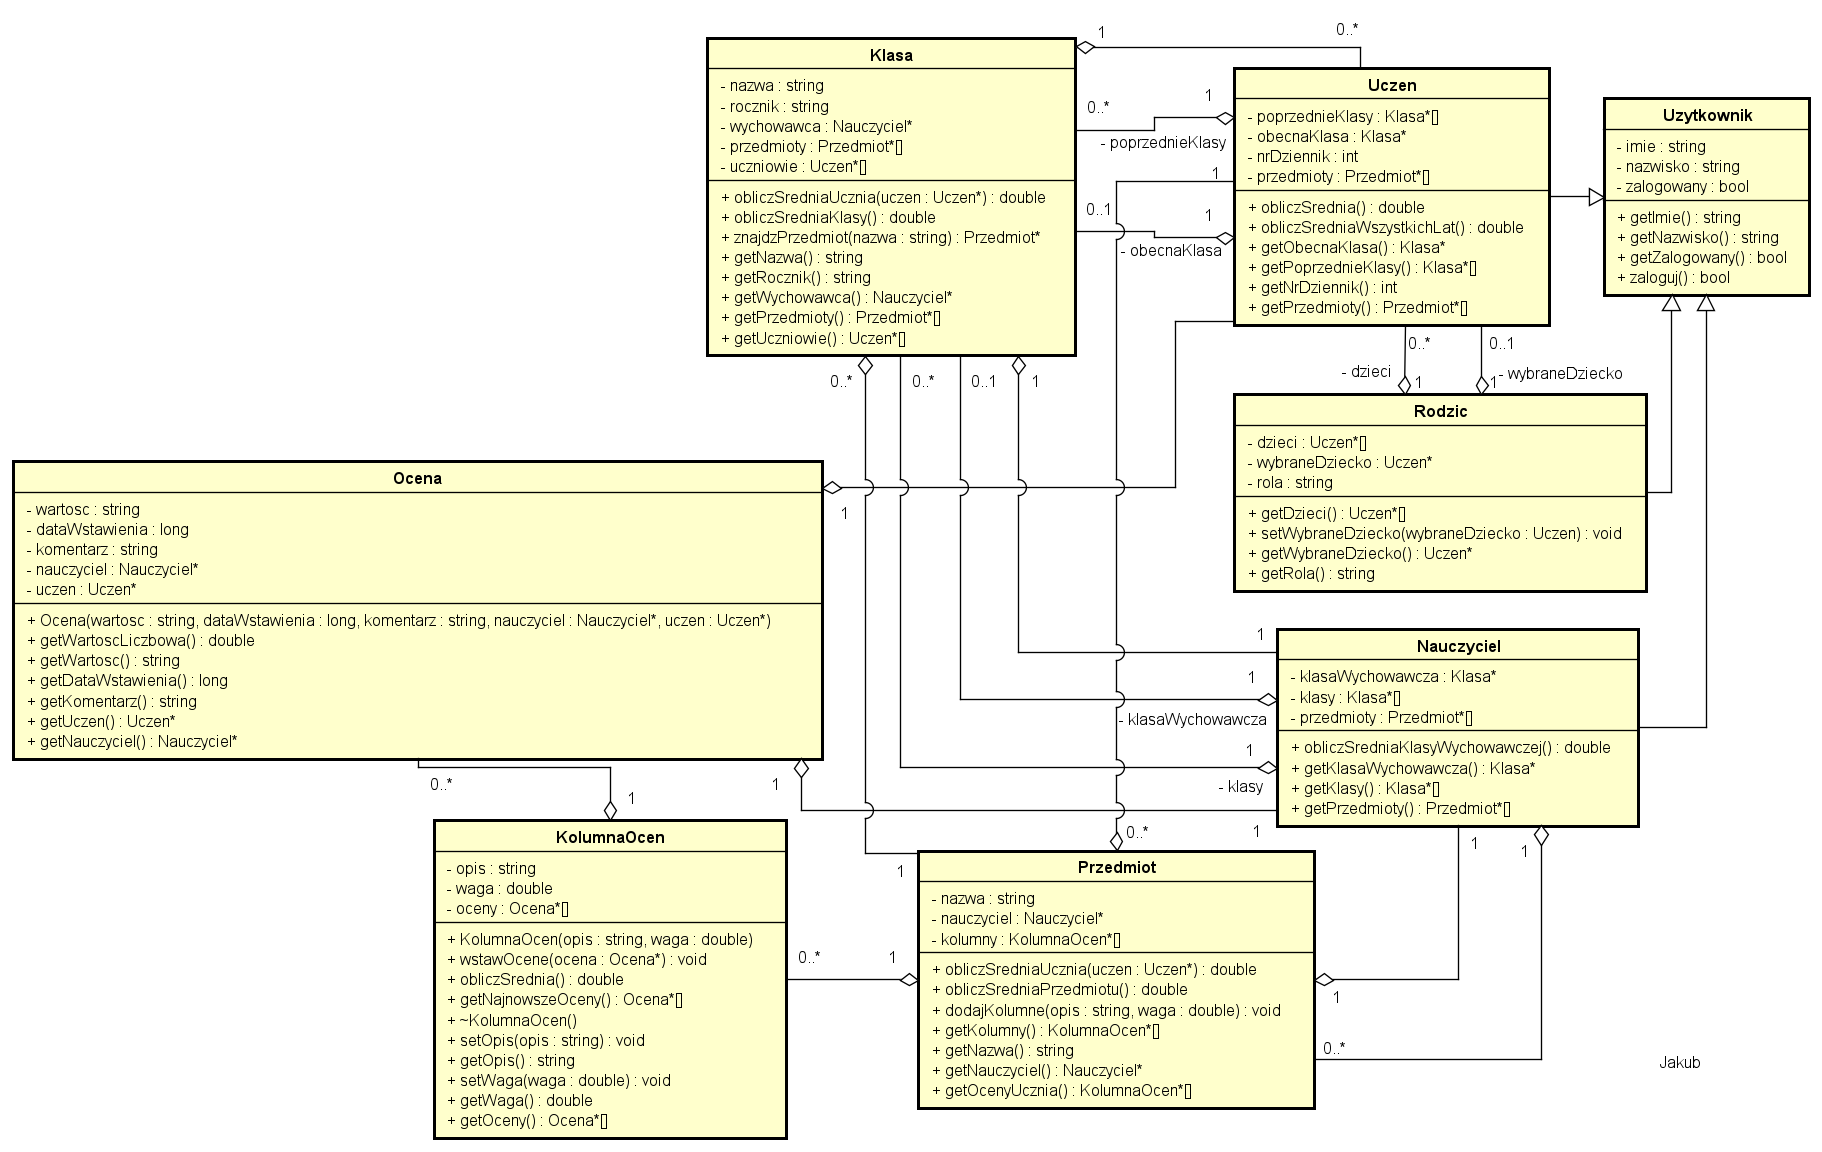 Klasa
- nazwa : string
- rocznik : string
- wychowawca : Nauczyciel*
- przedmioty : Przedmiot*[]
- uczniowie : Uczen*[]
+ obliczSredniaUcznia(uczen : Uczen*) : double
+ obliczSredniaKlasy() : double
+ znajdzPrzedmiot(nazwa : string) : Przedmiot*
+ getNazwa() : string
+ getRocznik() : string
+ getWychowawca() : Nauczyciel*
+ getPrzedmioty() : Przedmiot*[]
+ getUczniowie() : Uczen*[]
1
0..*
0..*
1
- poprzednieKlasy
1
0..1
1
- obecnaKlasa
Uczen
- poprzednieKlasy : Klasa*[]
- obecnaKlasa : Klasa*
- nrDziennik : int
- przedmioty : Przedmiot*[]
+ obliczSrednia() : double
+ obliczSredniaWszystkichLat() : double
+ getObecnaKlasa() : Klasa*
+ getPoprzednieKlasy() : Klasa*[]
+ getNrDziennik() : int
+ getPrzedmioty() : Przedmiot*[]
Uzytkownik
- imie : string
- nazwisko : string
- zalogowany : bool
+ getImie() : string
+ getNazwisko() : string
+ getZalogowany() : bool
+ zaloguj() : bool
0..*
0..1
- dzieci
1
1
- wybraneDziecko
0..*
0..*
0..1
1
Rodzic
- dzieci : Uczen*[]
- wybraneDziecko : Uczen*
- rola : string
+ getDzieci() : Uczen*[]
+ setWybraneDziecko(wybraneDziecko : Uczen) : void
+ getWybraneDziecko() : Uczen*
+ getRola() : string
Ocena
- wartosc : string
- dataWstawienia : long
- komentarz : string
- nauczyciel : Nauczyciel*
- uczen : Uczen*
+ Ocena(wartosc : string, dataWstawienia : long, komentarz : string, nauczyciel : Nauczyciel*, uczen : Uczen*)
+ getWartoscLiczbowa() : double
+ getWartosc() : string
+ getDataWstawienia() : long
+ getKomentarz() : string
+ getUczen() : Uczen*
+ getNauczyciel() : Nauczyciel*
1
1
1
- klasaWychowawcza
1
- klasy
Nauczyciel
- klasaWychowawcza : Klasa*
- klasy : Klasa*[]
- przedmioty : Przedmiot*[]
+ obliczSredniaKlasyWychowawczej() : double
+ getKlasaWychowawcza() : Klasa*
+ getKlasy() : Klasa*[]
+ getPrzedmioty() : Przedmiot*[]
0..*
1
1
0..*
1
1
1
1
KolumnaOcen
- opis : string
- waga : double
- oceny : Ocena*[]
+ KolumnaOcen(opis : string, waga : double)
+ wstawOcene(ocena : Ocena*) : void
+ obliczSrednia() : double
+ getNajnowszeOceny() : Ocena*[]
+ ~KolumnaOcen()
+ setOpis(opis : string) : void
+ getOpis() : string
+ setWaga(waga : double) : void
+ getWaga() : double
+ getOceny() : Ocena*[]
0..*
1
Przedmiot
- nazwa : string
- nauczyciel : Nauczyciel*
- kolumny : KolumnaOcen*[]
+ obliczSredniaUcznia(uczen : Uczen*) : double
+ obliczSredniaPrzedmiotu() : double
+ dodajKolumne(opis : string, waga : double) : void
+ getKolumny() : KolumnaOcen*[]
+ getNazwa() : string
+ getNauczyciel() : Nauczyciel*
+ getOcenyUcznia() : KolumnaOcen*[]
1
0..*
Jakub